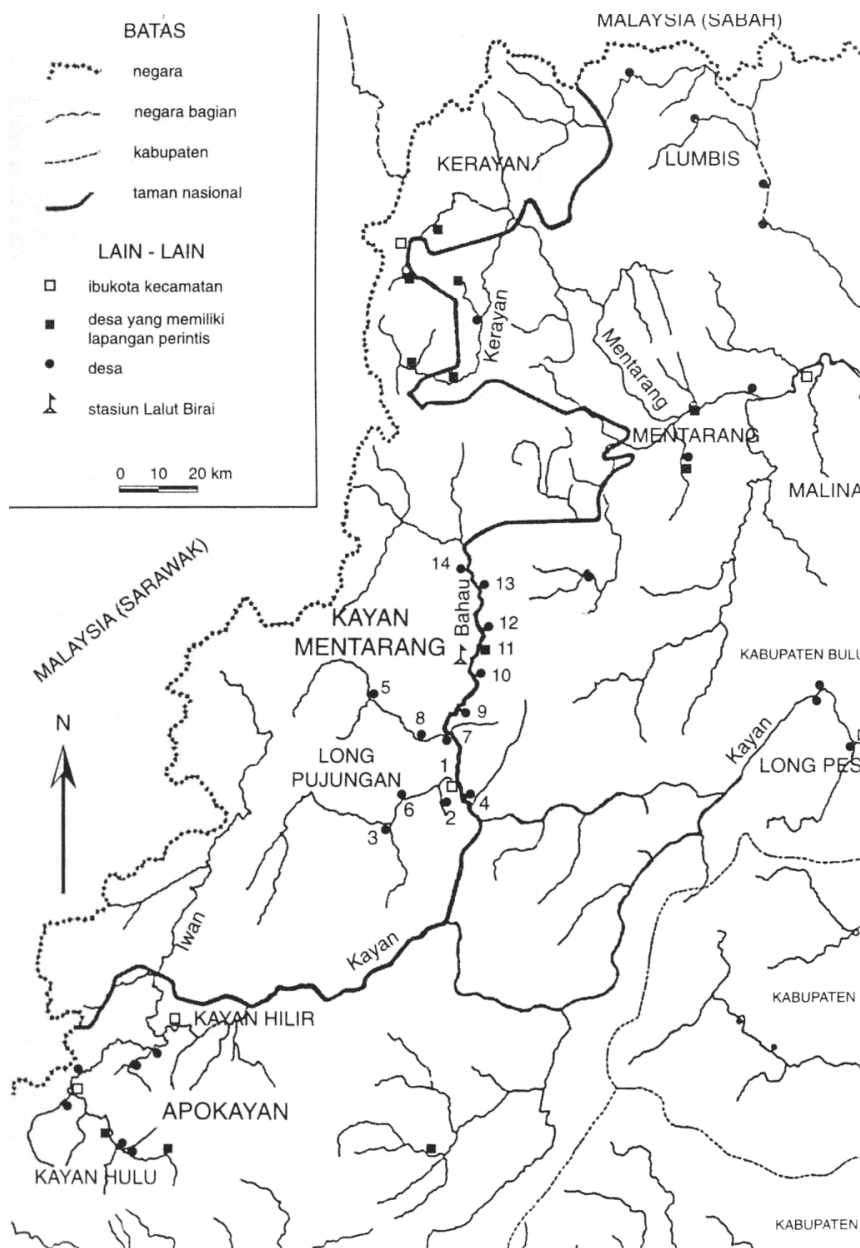 MALAYSIA (SABAH)
BATAS
negara
negara bagian
kabupaten
taman nasional
LAIN - LAIN
ibukota kecamatan
desa yang memiliki
lapangan perintis
desa
stasiun Lalut Birai
0 10 20 km
KERAYAN
LUMBIS
Kerayan
Mentarang
MENTARANG
MALINA
MALAYSIA (SARAWAK)
14
13
Bahau
KAYAN
MENTARANG
12
11
10
KABUPATEN BULU
5
9
8
7
N
LONG
PUJUNGAN
1
Kayan
LONG PES
6
2
4
3
Iwan
Kayan
KABUPATEN
KAYAN HILIR
APOKAYAN
KAYAN HULU
KABUPATEN